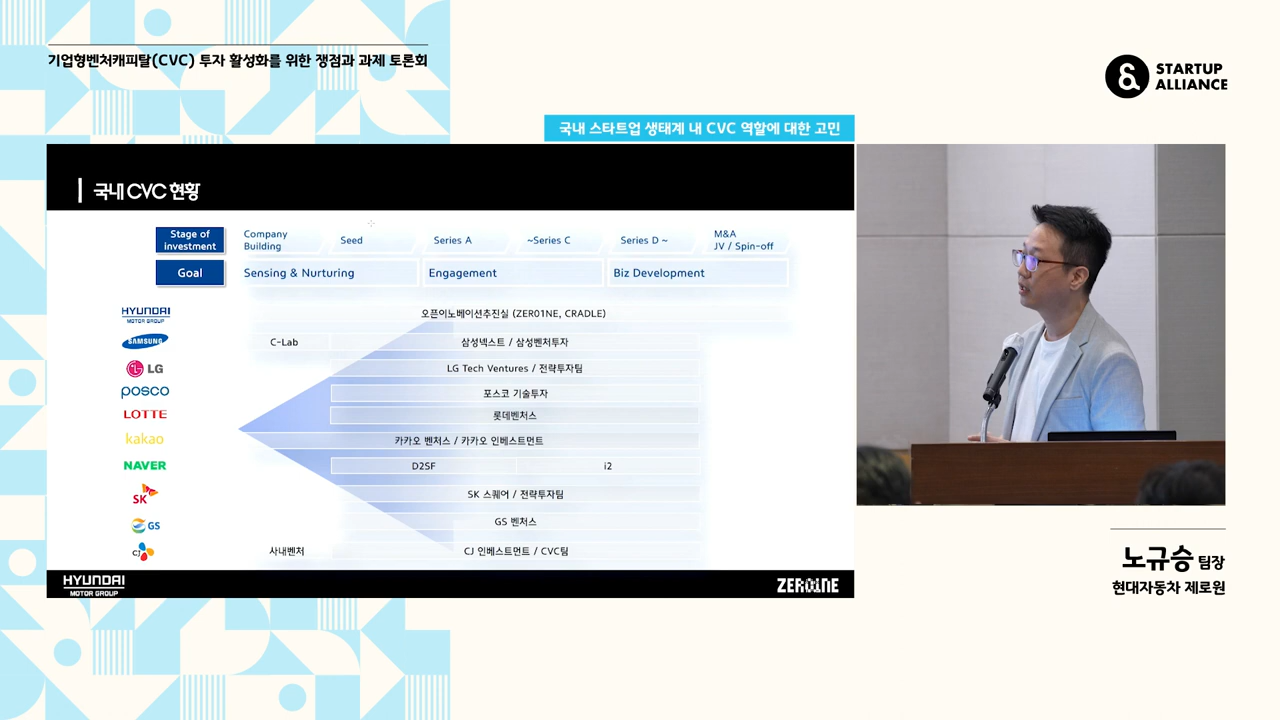 기업형벤처캐피탈(CVC) 투자 활성화를 위한 쟁점과 과제 토론회
STARTUP
ALLIANCE
국내 스타트업 생태계 내 CVC 역할에 대한 고민
국내 CVC 현황
Stage of
investment
Company
Building
Seed
Series A
~Series C
Series D ~
M&A
JV / Spin-off
Goal
Sensing & Nurturing
Engagement
Biz Development
HYUNDAI
MOTOR GROUP
오픈이노베이션추진실 (ZER01NE, CRADLE)
SAMSUNG
C-Lab
삼성넥스트 / 삼성벤처투자
LG
LG Tech Ventures / 전략투자팀
posco
포스코 기술투자
LOTTE
롯데벤처스
kakao
카카오 벤처스 / 카카오 인베스트먼트
NAVER
D2SF
i2
SK
SK 스퀘어 / 전략투자팀
GS
GS 벤처스
CJ
사내벤처
CJ 인베스트먼트 / CVC팀
HYUNDAI
MOTOR GROUP
ZER01NE
노규승 팀장
현대자동차 제로원